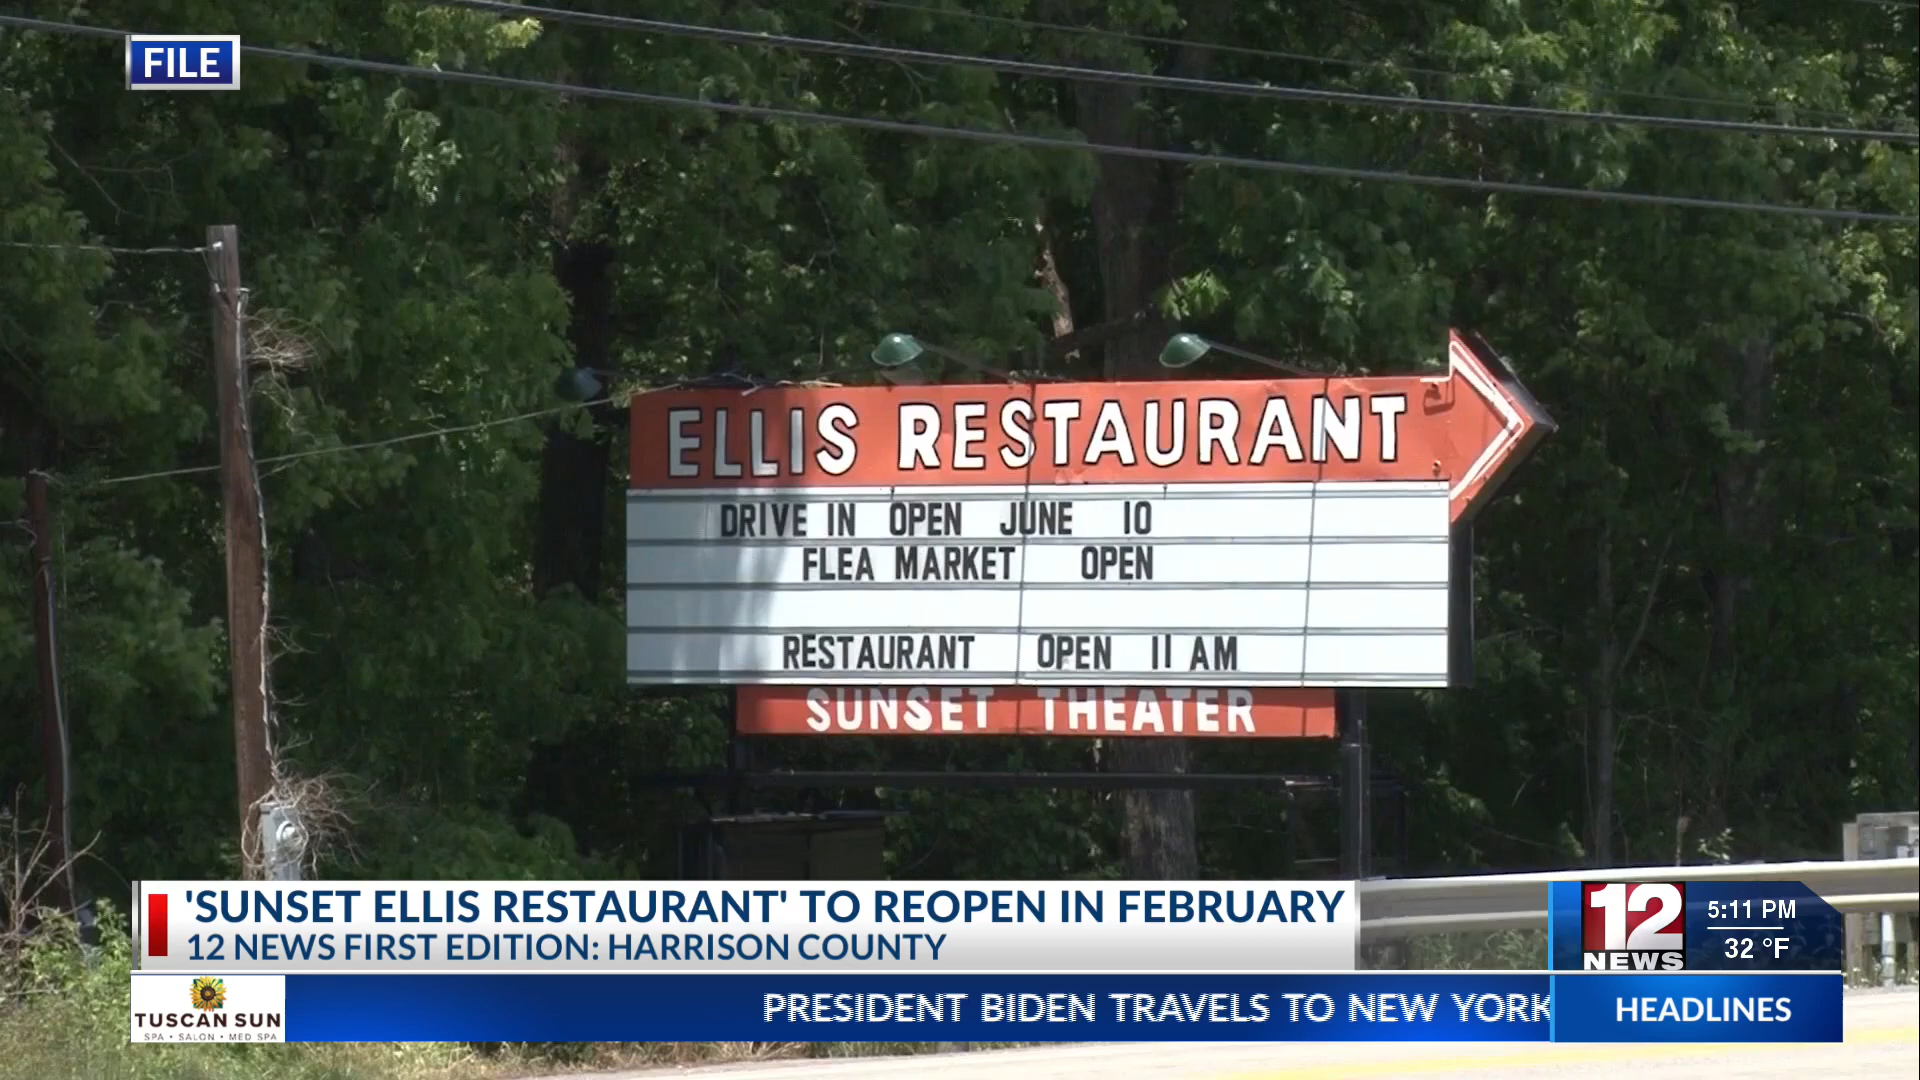 FILE
ELLIS RESTAURANT
DRIVE IN OPEN JUNE 10
FLEA MARKET OPEN
RESTAURANT OPEN 11 AM
SUNSET THEATER
'SUNSET ELLIS RESTAURANT' TO REOPEN IN FEBRUARY
12 NEWS FIRST EDITION: HARRISON COUNTY
12
NEWS
5:11 PM
32 °F
TUSCAN SUN
SPA • SALON • MED SPA
PRESIDENT BIDEN TRAVELS TO NEW YORK
HEADLINES